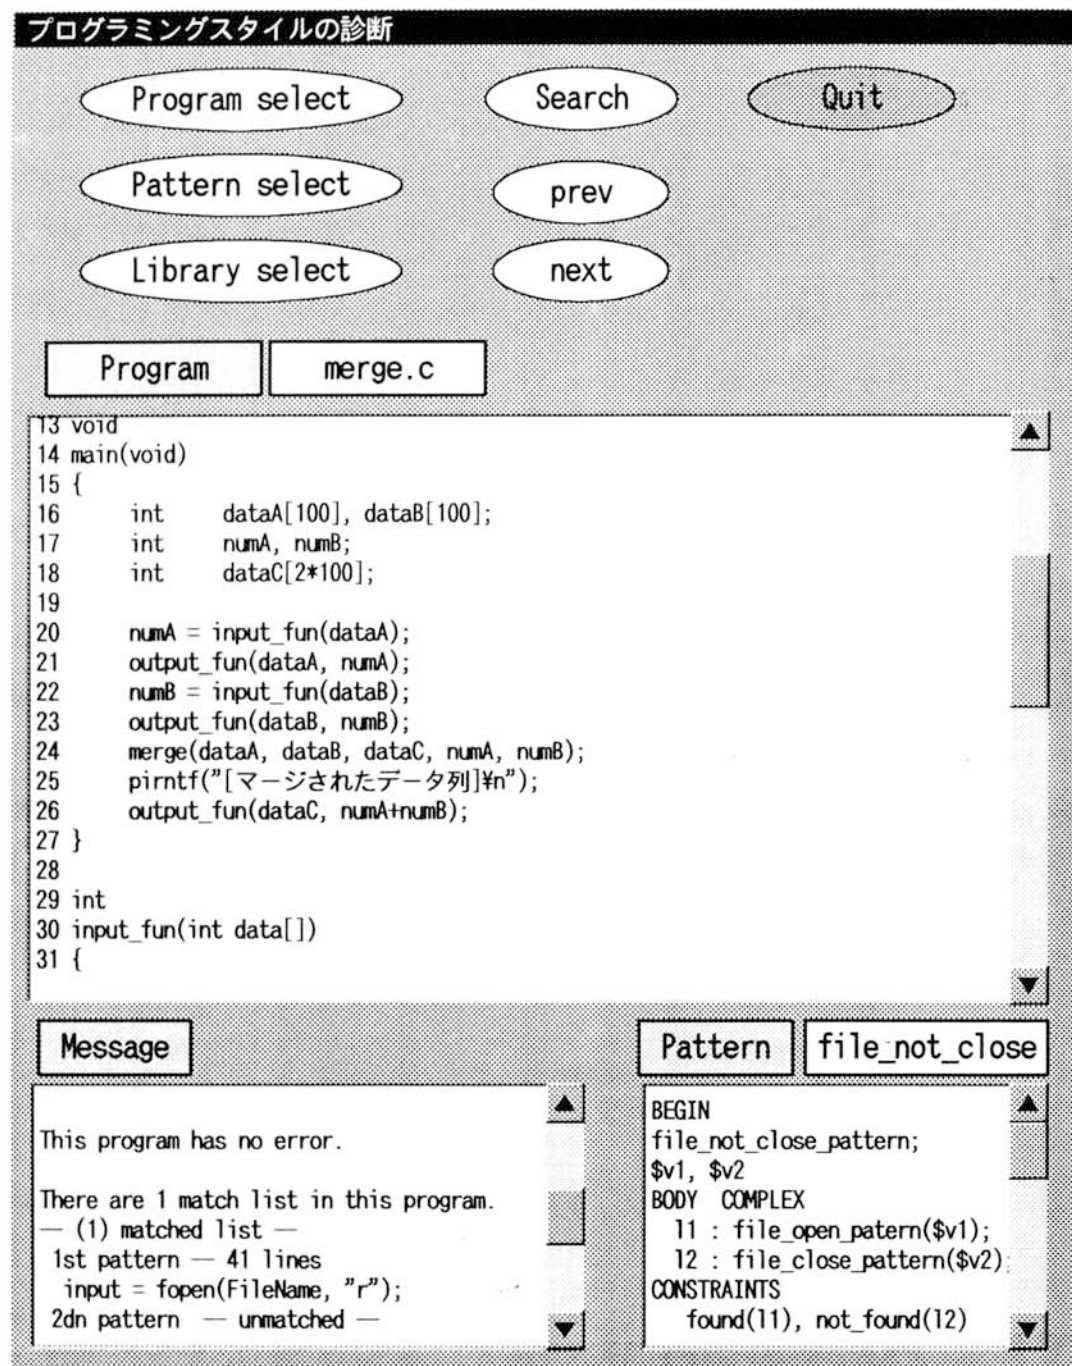 プログラミングスタイルの診断
Program select
Search
Quit
Pattern select
prev
Library select
next
Program
merge.c
13 void
14 main(void)
15 {
16 int dataA[100], dataB[100];
17 int numA, numB;
18 int dataC[2*100];
19
20 numA = input_fun(dataA);
21 output_fun(dataA, numA);
22 numB = input_fun(dataB);
23 output_fun(dataB, numB);
24 merge(dataA, dataB, dataC, numA, numB);
25 pirntf("[マージされたデータ列]¥n");
26 output_fun(dataC, numA+numB);
27 }
28
29 int
30 input_fun(int data[])
31 {
Message
This program has no error.
There are 1 match list in this program.
— (1) matched list —
1st pattern — 41 lines
input = fopen(FileName, "r");
2dn pattern — unmatched —
Pattern
file_not_close
BEGIN
file_not_close_pattern;
$v1, $v2
BODY COMPLEX
l1 : file_open_patern($v1);
l2 : file_close_pattern($v2);
CONSTRAINTS
found(l1), not_found(l2)